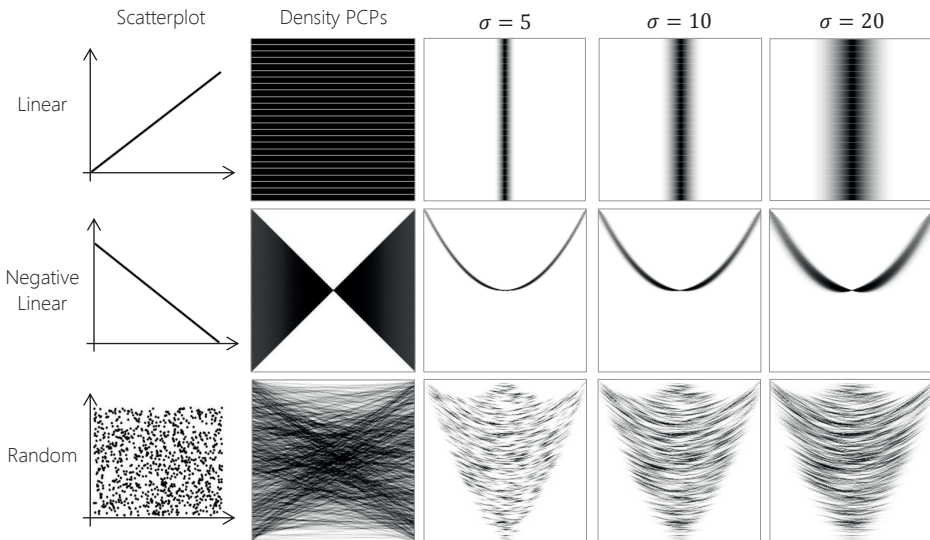 Scatterplot
Density PCPs
σ = 5
σ = 10
σ = 20
Linear
Negative
Linear
Random